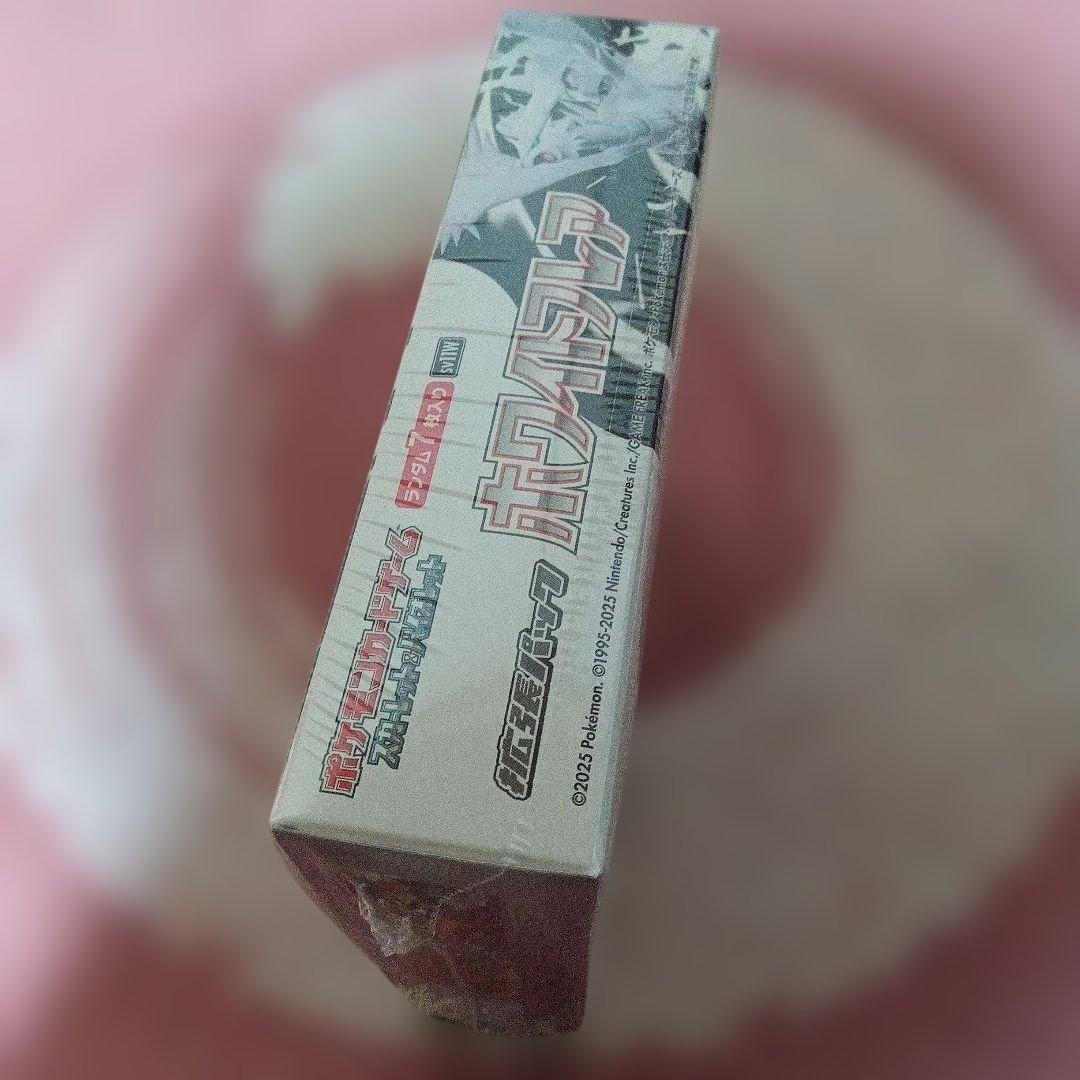 ポケモンカードゲーム
スカーレット&バイオレット
ランダム7枚入り
sv11W
拡張パック
ホワイトフレア
©2025 Pokémon. ©1995-2025 Nintendo/Creatures Inc./GAME FREAK inc.